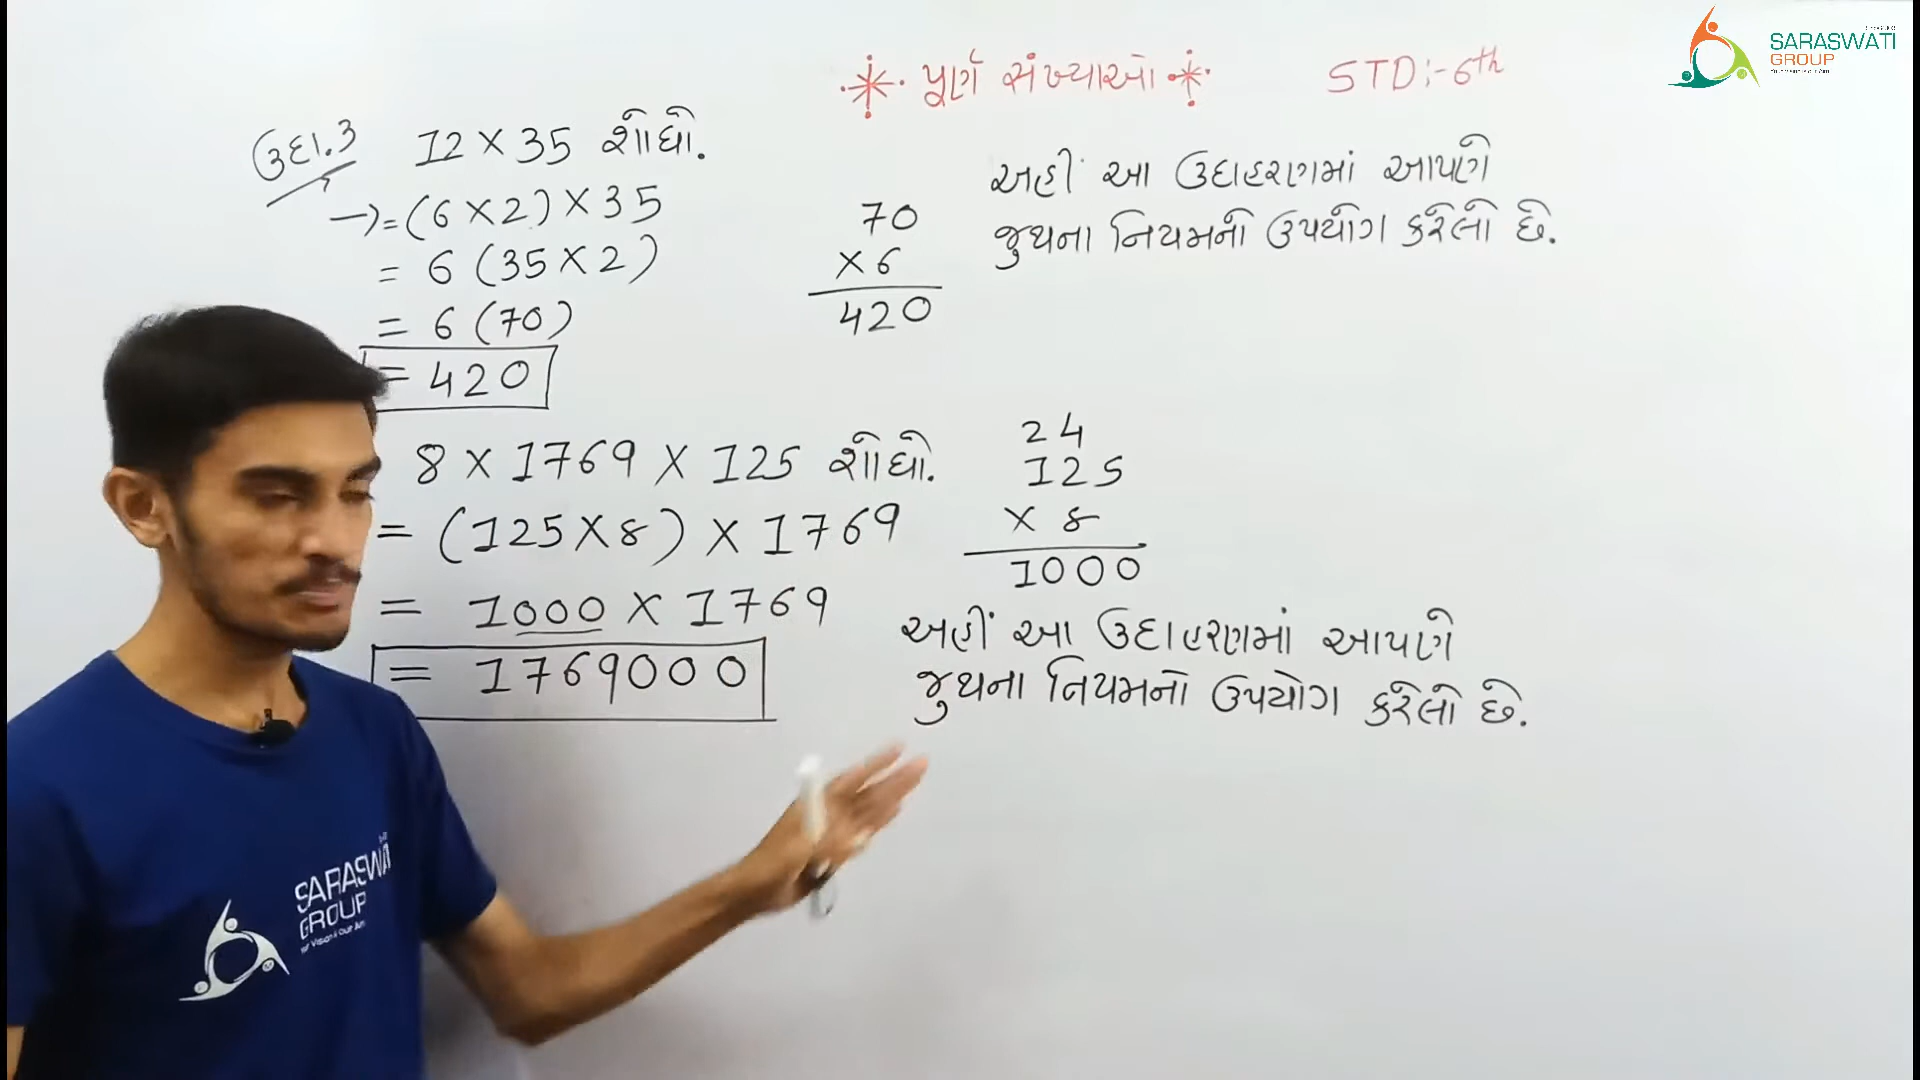 * પૂર્ણ સંખ્યાઓ *
STD:-6th
SARASWATI
GROUP
ઉદા.3
12 × 35 શોધો.
→ = (6 × 2) × 35
= 6 (35 × 2)
= 6 (70)
= 420
70
× 6
420
અહીં આ ઉદાહરણમાં આપણે
જુથના નિયમનો ઉપયોગ કરેલો છે.
8 × 1769 × 125 શોધો.
= (125 × 8) × 1769
= 1000 × 1769
= 1769000
24
125
× 8
1000
અહીં આ ઉદાહરણમાં આપણે
જુથના નિયમનો ઉપયોગ કરેલો છે.
SARASWATI
GROUP